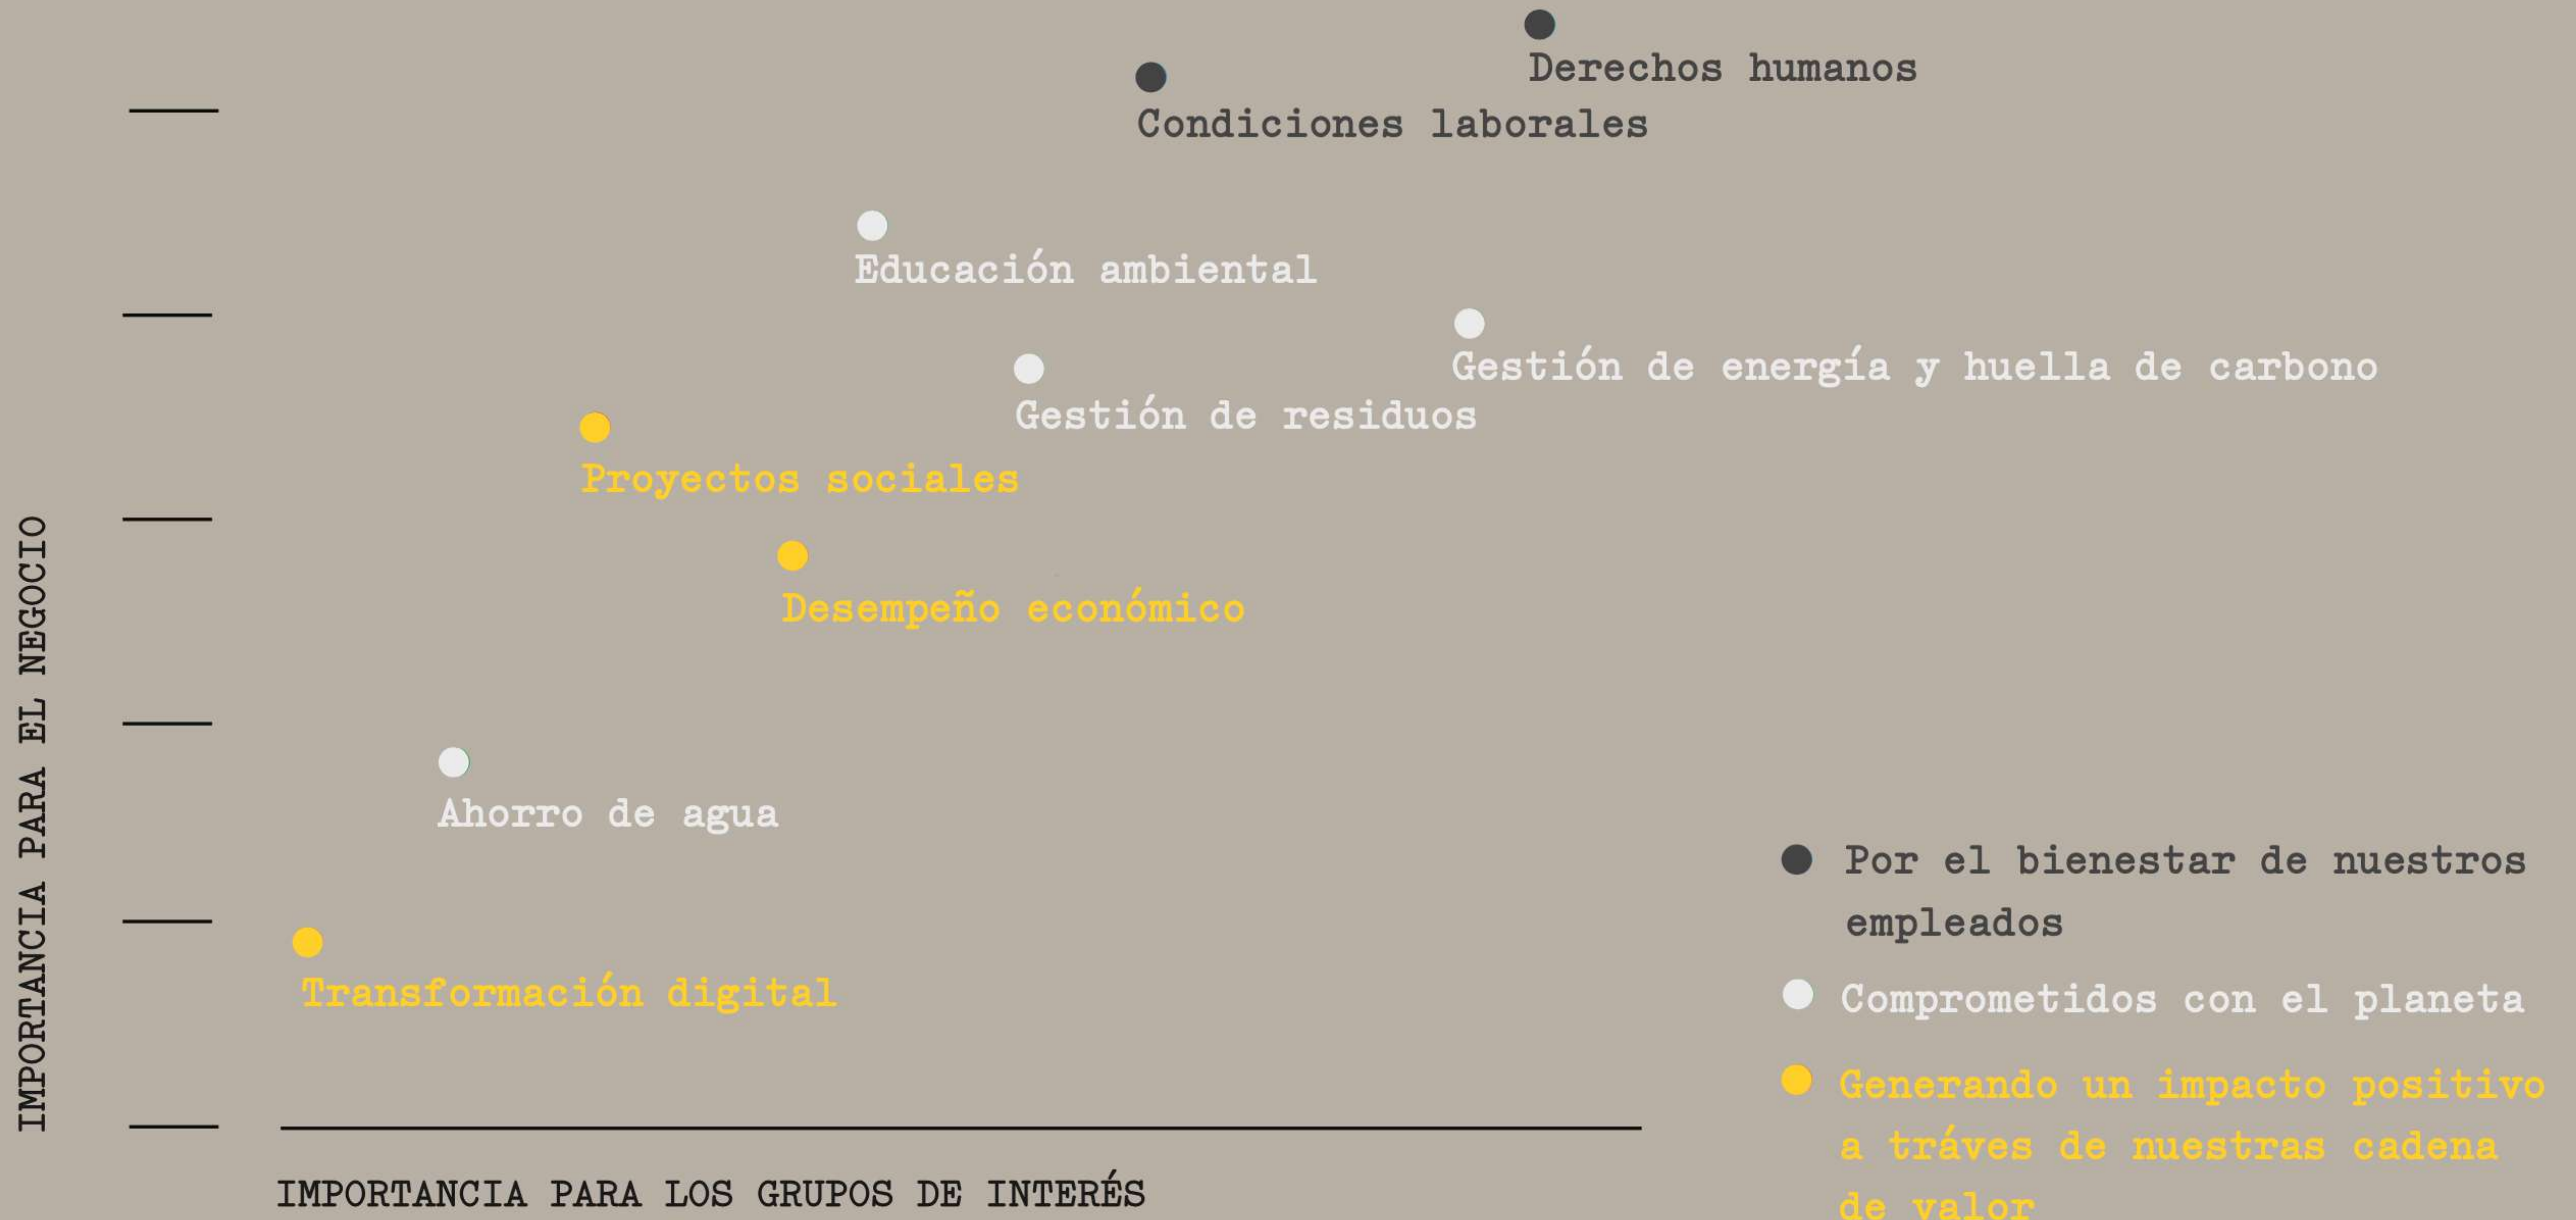 Derechos humanos
Condiciones laborales
Educación ambiental
Gestión de energía y huella de carbono
Gestión de residuos
Proyectos sociales
Desempeño económico
Ahorro de agua
Transformación digital
IMPORTANCIA PARA EL NEGOCIO
IMPORTANCIA PARA LOS GRUPOS DE INTERÉS
Por el bienestar de nuestros
empleados
Comprometidos con el planeta
Generando un impacto positivo
a tráves de nuestras cadena
de valor